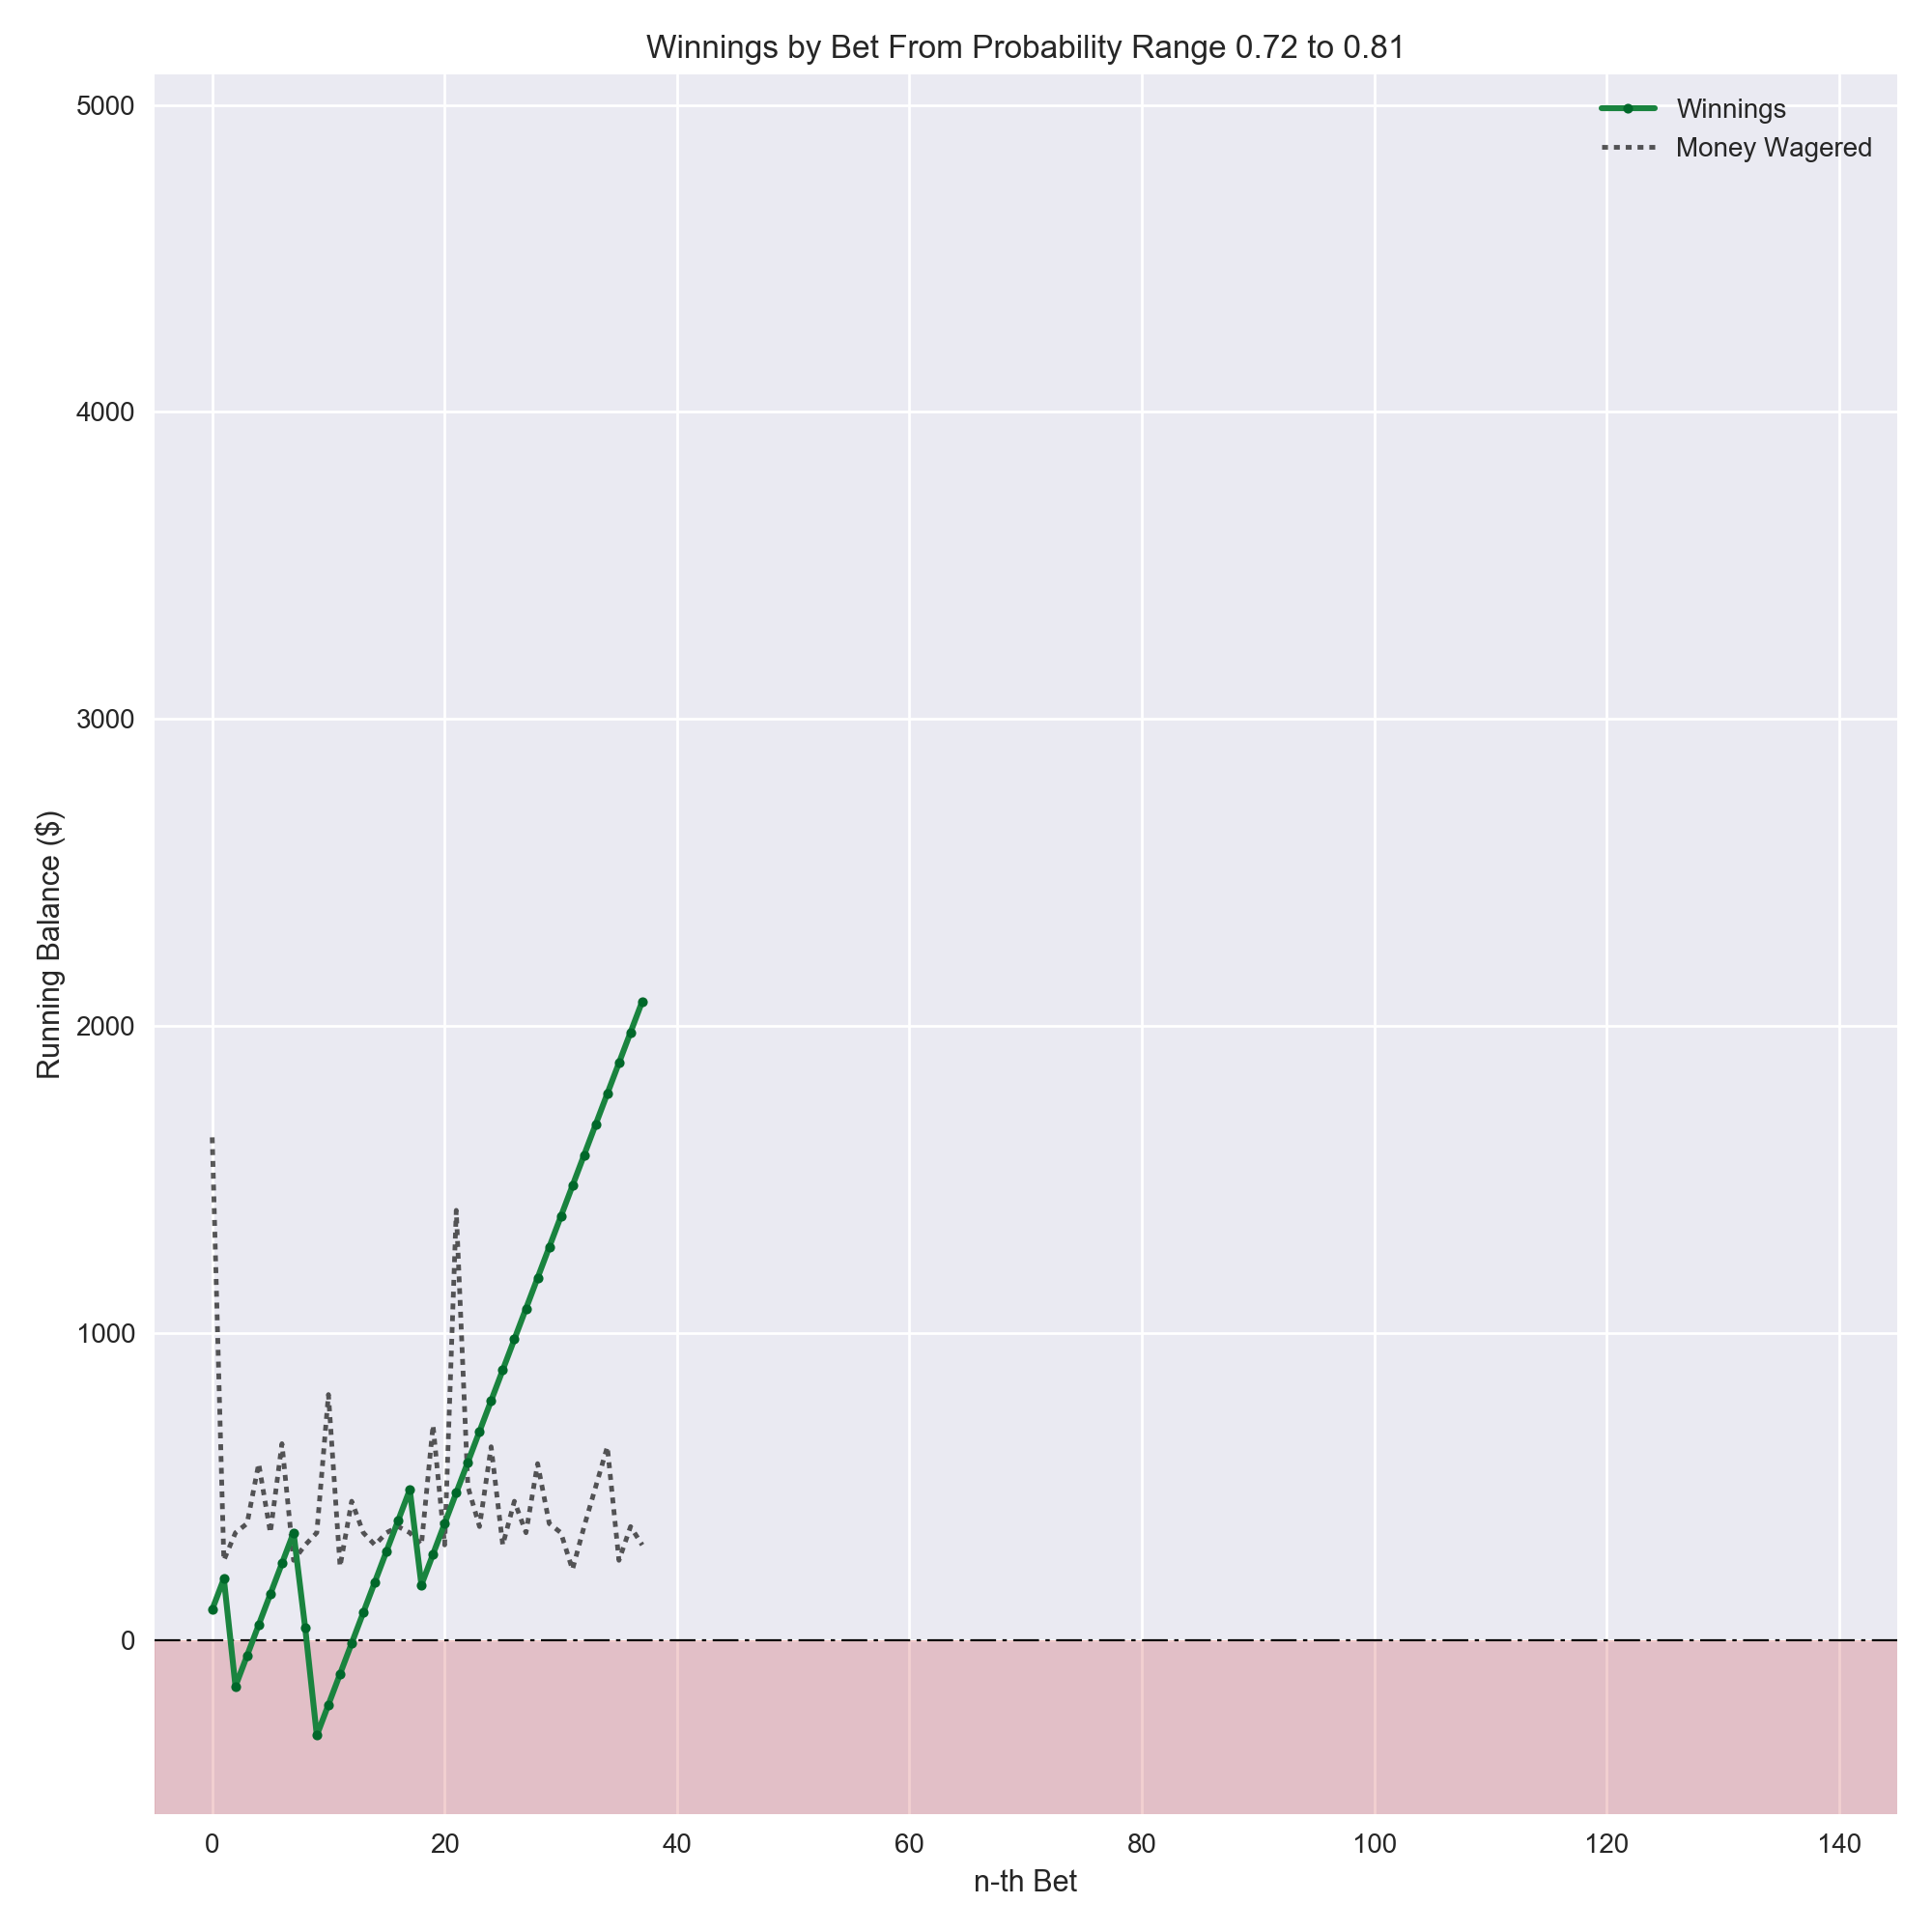 Winnings by Bet From Probability Range 0.72 to 0.81
Winnings
Money Wagered
5000
4000
3000
2000
1000
0
Running Balance ($)
0 20 40 60 80 100 120 140
n-th Bet